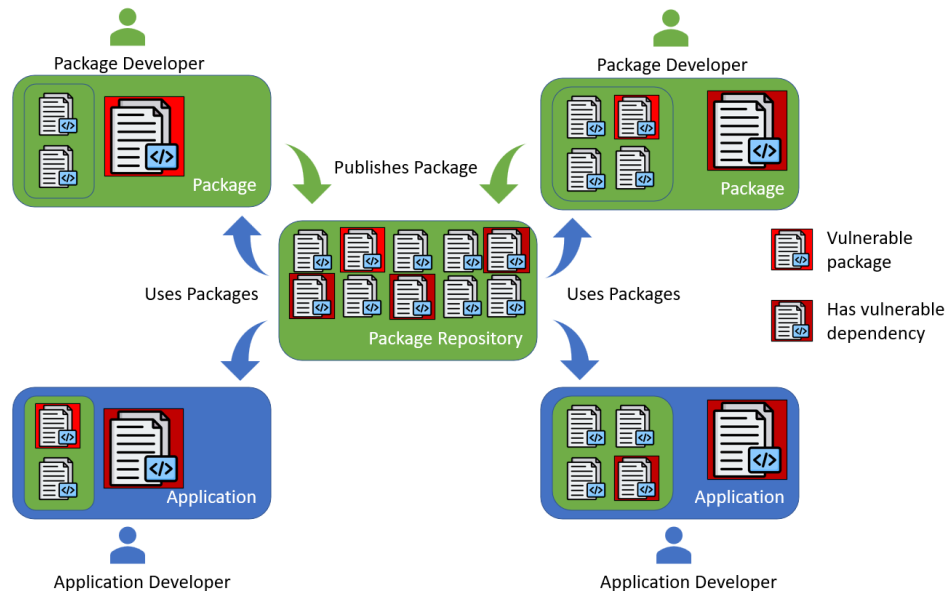 Package Developer
Package Developer
Package
Publishes Package
Package
Vulnerable
package
Uses Packages
Uses Packages
Has vulnerable
dependency
Package Repository
Application
Application
Application Developer
Application Developer